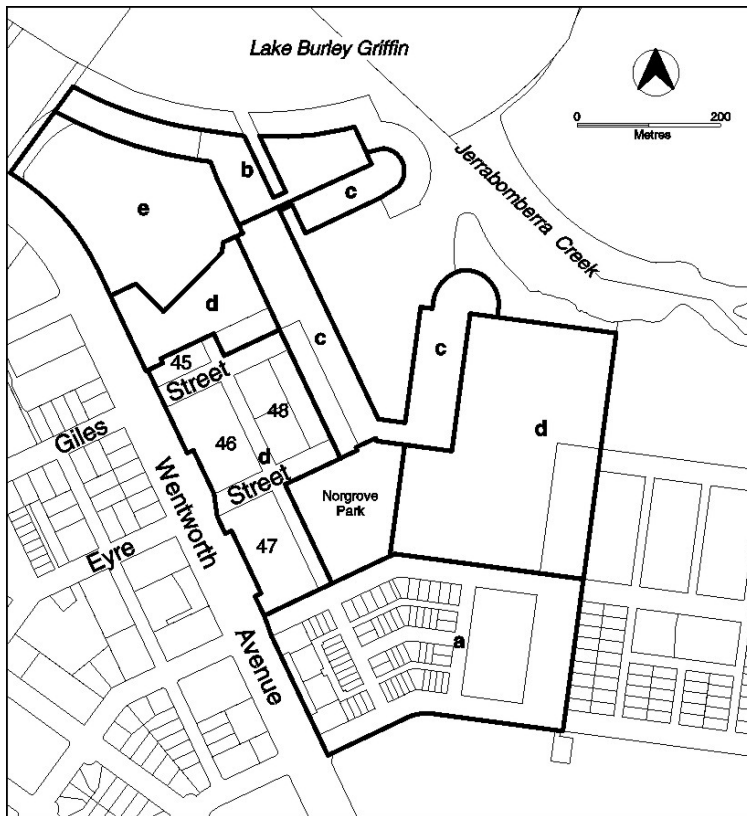 Lake Burley Griffin
0 200
Metres
b
c
Jerrabomberra Creek
e
d
c
c
45
Street
48
d
Giles
46
d
Street
Wentworth
Norgrove
Park
Eyre
47
a
Avenue